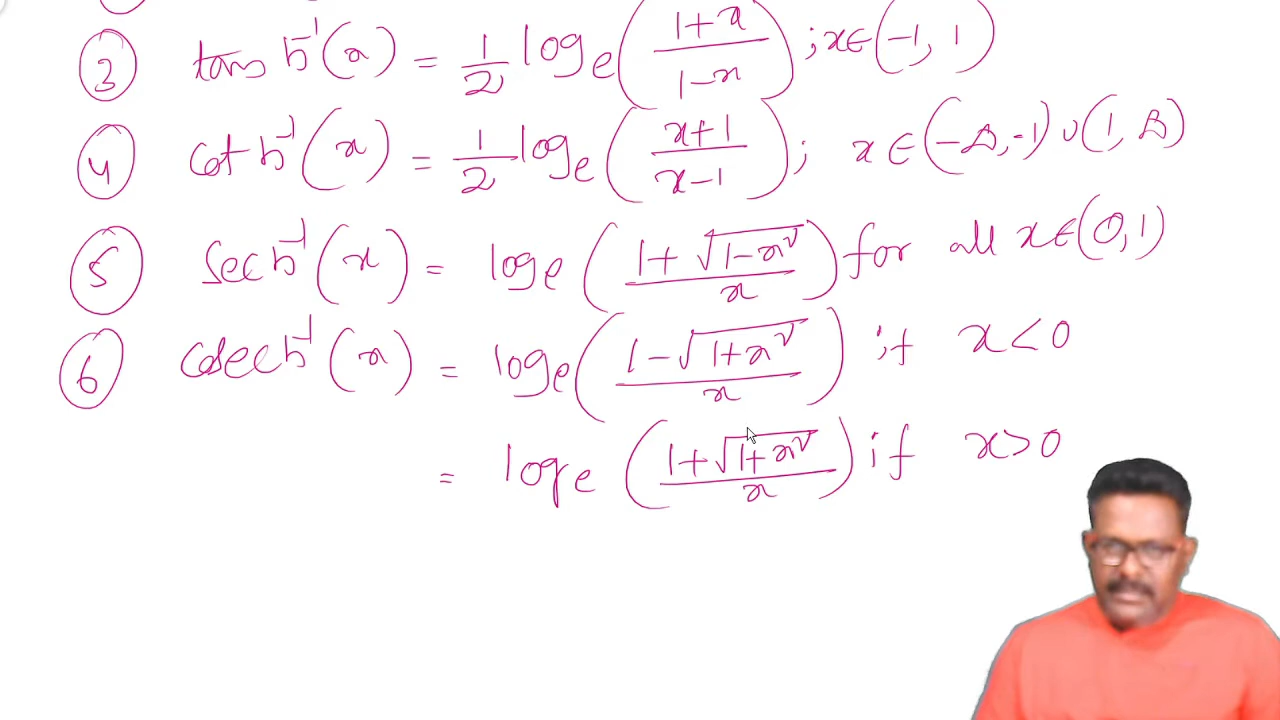 ③ tanh⁻¹(x) = 1/2 logₑ((1+x)/(1-x)) ; x∈(-1, 1)
④ coth⁻¹(x) = 1/2 logₑ((x+1)/(x-1)) ; x∈(-∞,-1)∪(1,∞)
⑤ Sech⁻¹(x) = logₑ((1+√(1-x²))/x) for all x∈(0,1)
⑥ cosech⁻¹(x) = logₑ((1-√(1+x²))/x) if x<0
= logₑ((1+√(1+x²))/x) if x>0